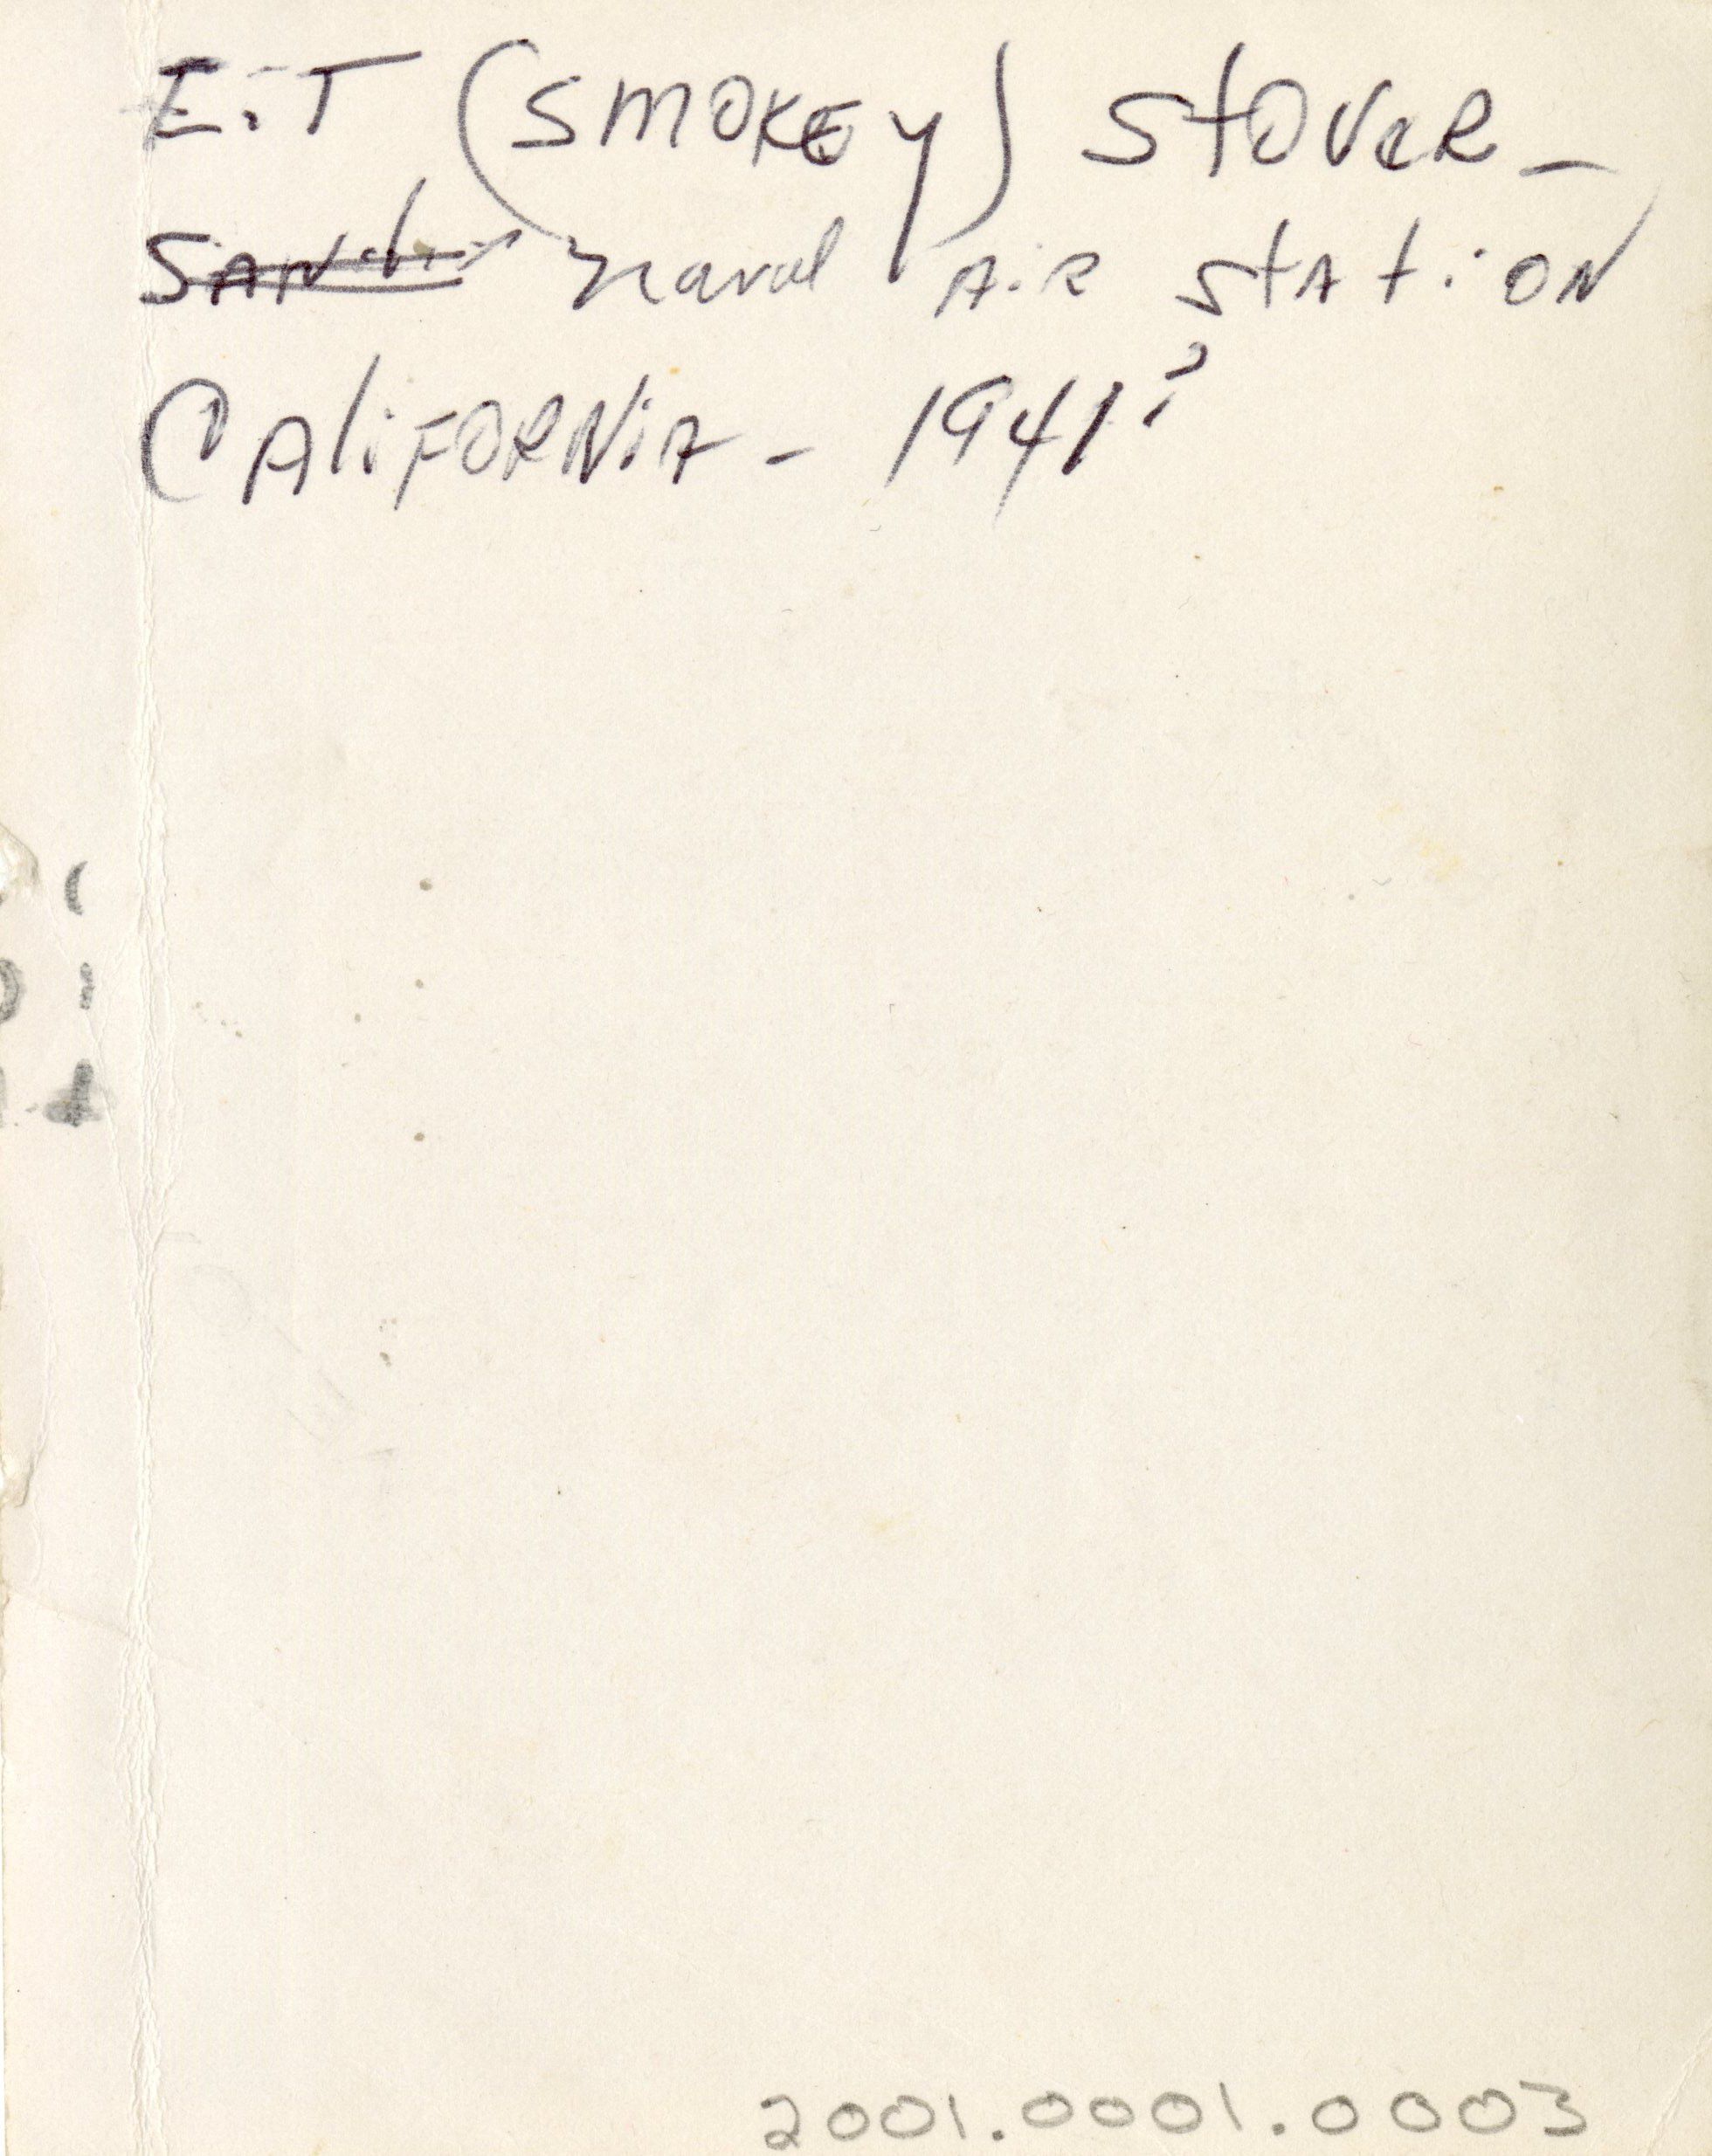 E.T (SMOKEY) StOVeR -
naval AiR StAtiON
CAliFORNiA - 1941?
2001.0001.0003